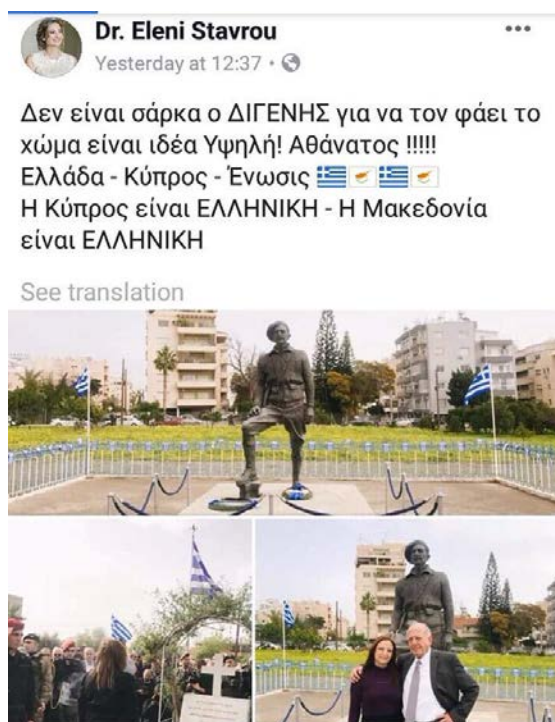 Dr. Eleni Stavrou
Yesterday at 12:37
Δεν είναι σάρκα ο ΔΙΓΕΝΗΣ για να τον φάει το
χώμα είναι ιδέα Υψηλή! Αθάνατος !!!!!
Ελλάδα - Κύπρος - Ένωσις 🇬🇷 🇨🇾 🇬🇷 🇨🇾
Η Κύπρος είναι ΕΛΛΗΝΙΚΗ - Η Μακεδονία
είναι ΕΛΛΗΝΙΚΗ
See translation